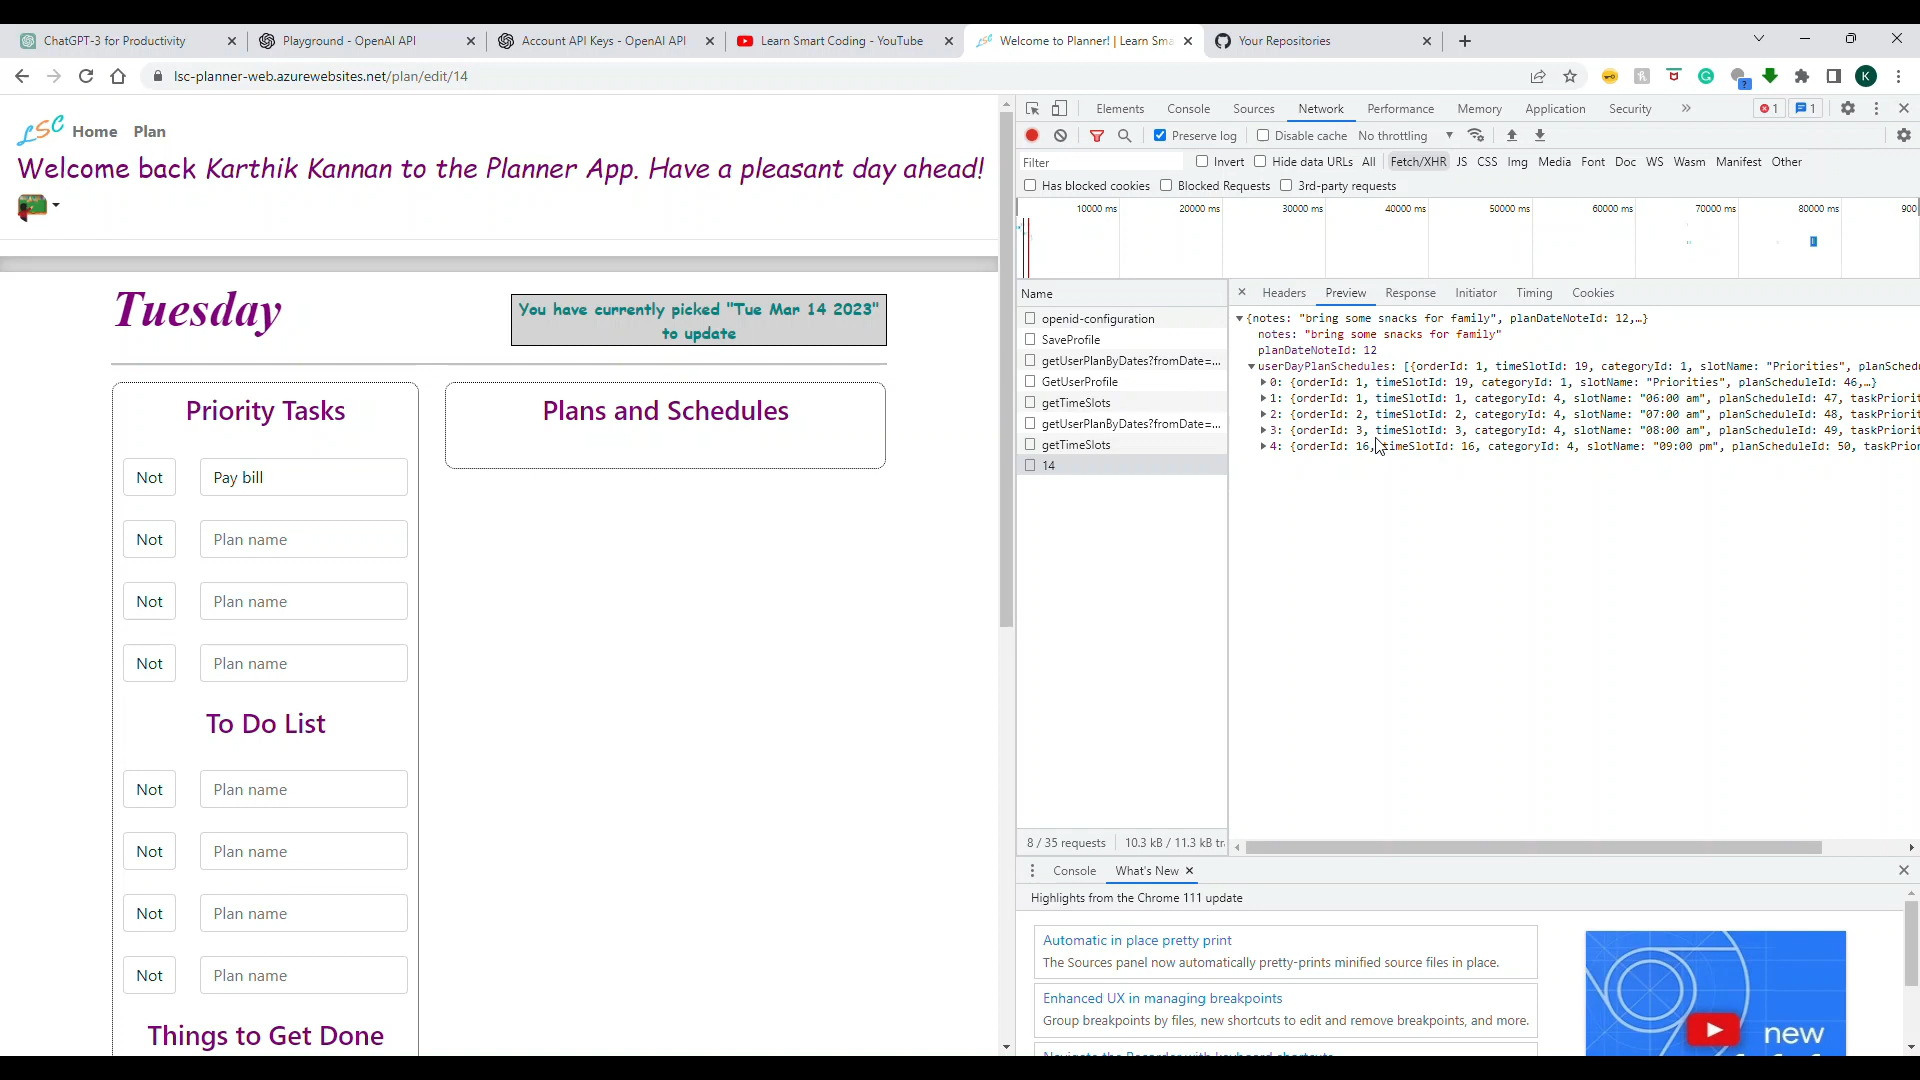 ChatGPT-3 for Productivity
Playground - OpenAI API
Account API Keys - OpenAI API
Learn Smart Coding - YouTube
Welcome to Planner! | Learn Sma
Your Repositories
lsc-planner-web.azurewebsites.net/plan/edit/14
K
LSC Home Plan
Welcome back Karthik Kannan to the Planner App. Have a pleasant day ahead!
Tuesday
You have currently picked "Tue Mar 14 2023"
to update
Priority Tasks
Plans and Schedules
Not Pay bill
Not Plan name
Not Plan name
Not Plan name
To Do List
Not Plan name
Not Plan name
Not Plan name
Not Plan name
Things to Get Done
Elements Console Sources Network Performance Memory Application Security » 1 1
Preserve log Disable cache No throttling
Filter Invert Hide data URLs All Fetch/XHR JS CSS Img Media Font Doc WS Wasm Manifest Other
Has blocked cookies Blocked Requests 3rd-party requests
10000 ms 20000 ms 30000 ms 40000 ms 50000 ms 60000 ms 70000 ms 80000 ms 900
Name
openid-configuration
SaveProfile
getUserPlanByDates?fromDate=...
GetUserProfile
getTimeSlots
getUserPlanByDates?fromDate=...
getTimeSlots
14
8 / 35 requests 10.3 kB / 11.3 kB tr
Headers Preview Response Initiator Timing Cookies
{notes: "bring some snacks for family", planDateNoteId: 12,…}
notes: "bring some snacks for family"
planDateNoteId: 12
userDayPlanSchedules: [{orderId: 1, timeSlotId: 19, categoryId: 1, slotName: "Priorities", planSched
0: {orderId: 1, timeSlotId: 19, categoryId: 1, slotName: "Priorities", planScheduleId: 46,…}
1: {orderId: 1, timeSlotId: 1, categoryId: 4, slotName: "06:00 am", planScheduleId: 47, taskPriorit
2: {orderId: 2, timeSlotId: 2, categoryId: 4, slotName: "07:00 am", planScheduleId: 48, taskPriorit
3: {orderId: 3, timeSlotId: 3, categoryId: 4, slotName: "08:00 am", planScheduleId: 49, taskPriorit
4: {orderId: 16, timeSlotId: 16, categoryId: 4, slotName: "09:00 pm", planScheduleId: 50, taskPrior
Console What's New
Highlights from the Chrome 111 update
Automatic in place pretty print
The Sources panel now automatically pretty-prints minified source files in place.
Enhanced UX in managing breakpoints
Group breakpoints by files, new shortcuts to edit and remove breakpoints, and more.
new